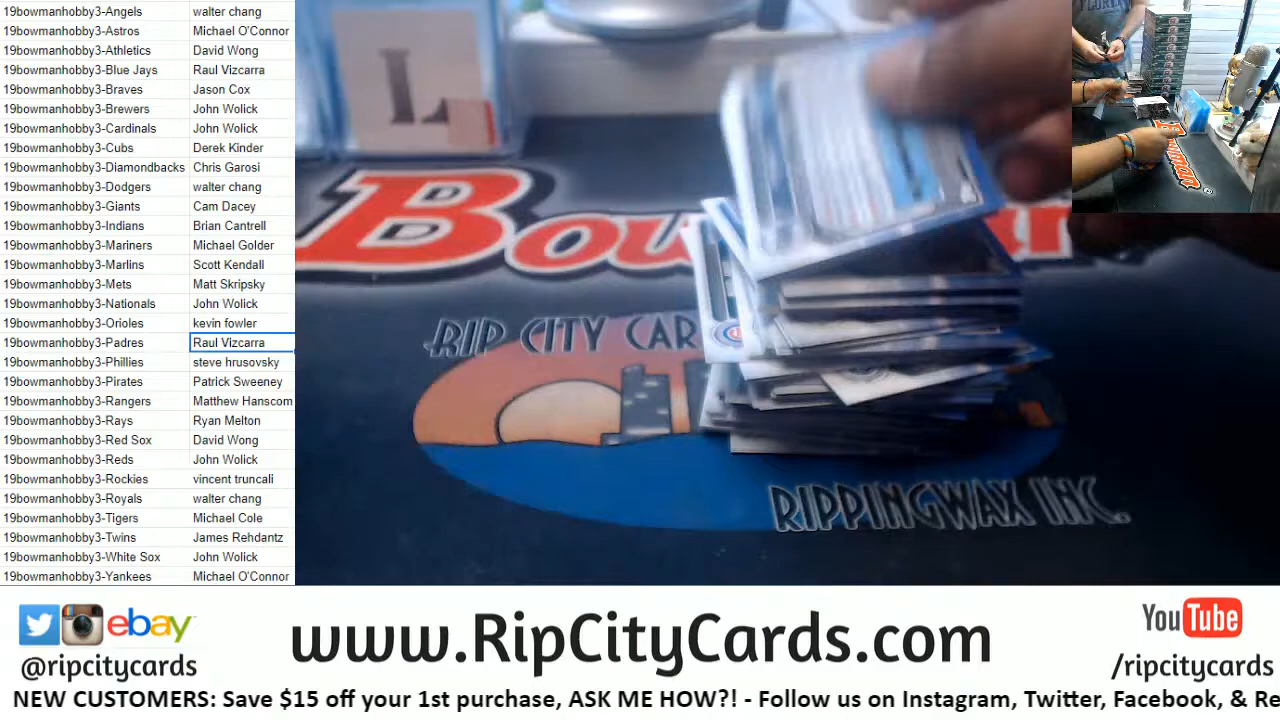 19bowmanhobby3-Angels walter chang
19bowmanhobby3-Astros Michael O'Connor
19bowmanhobby3-Athletics David Wong
19bowmanhobby3-Blue Jays Raul Vizcarra
19bowmanhobby3-Braves Jason Cox
19bowmanhobby3-Brewers John Wolick
19bowmanhobby3-Cardinals John Wolick
19bowmanhobby3-Cubs Derek Kinder
19bowmanhobby3-Diamondbacks Chris Garosi
19bowmanhobby3-Dodgers walter chang
19bowmanhobby3-Giants Cam Dacey
19bowmanhobby3-Indians Brian Cantrell
19bowmanhobby3-Mariners Michael Golder
19bowmanhobby3-Marlins Scott Kendall
19bowmanhobby3-Mets Matt Skripsky
19bowmanhobby3-Nationals John Wolick
19bowmanhobby3-Orioles kevin fowler
19bowmanhobby3-Padres Raul Vizcarra
19bowmanhobby3-Phillies steve hrusovsky
19bowmanhobby3-Pirates Patrick Sweeney
19bowmanhobby3-Rangers Matthew Hanscom
19bowmanhobby3-Rays Ryan Melton
19bowmanhobby3-Red Sox David Wong
19bowmanhobby3-Reds John Wolick
19bowmanhobby3-Rockies vincent truncali
19bowmanhobby3-Royals walter chang
19bowmanhobby3-Tigers Michael Cole
19bowmanhobby3-Twins James Rehdantz
19bowmanhobby3-White Sox John Wolick
19bowmanhobby3-Yankees Michael O'Connor
L
RIP CITY CAR
RIPPINGWAX INC.
Bowman
ebay
@ripcitycards
www.RipCityCards.com
YouTube
/ripcitycards
NEW CUSTOMERS: Save $15 off your 1st purchase, ASK ME HOW?! - Follow us on Instagram, Twitter, Facebook, & Re